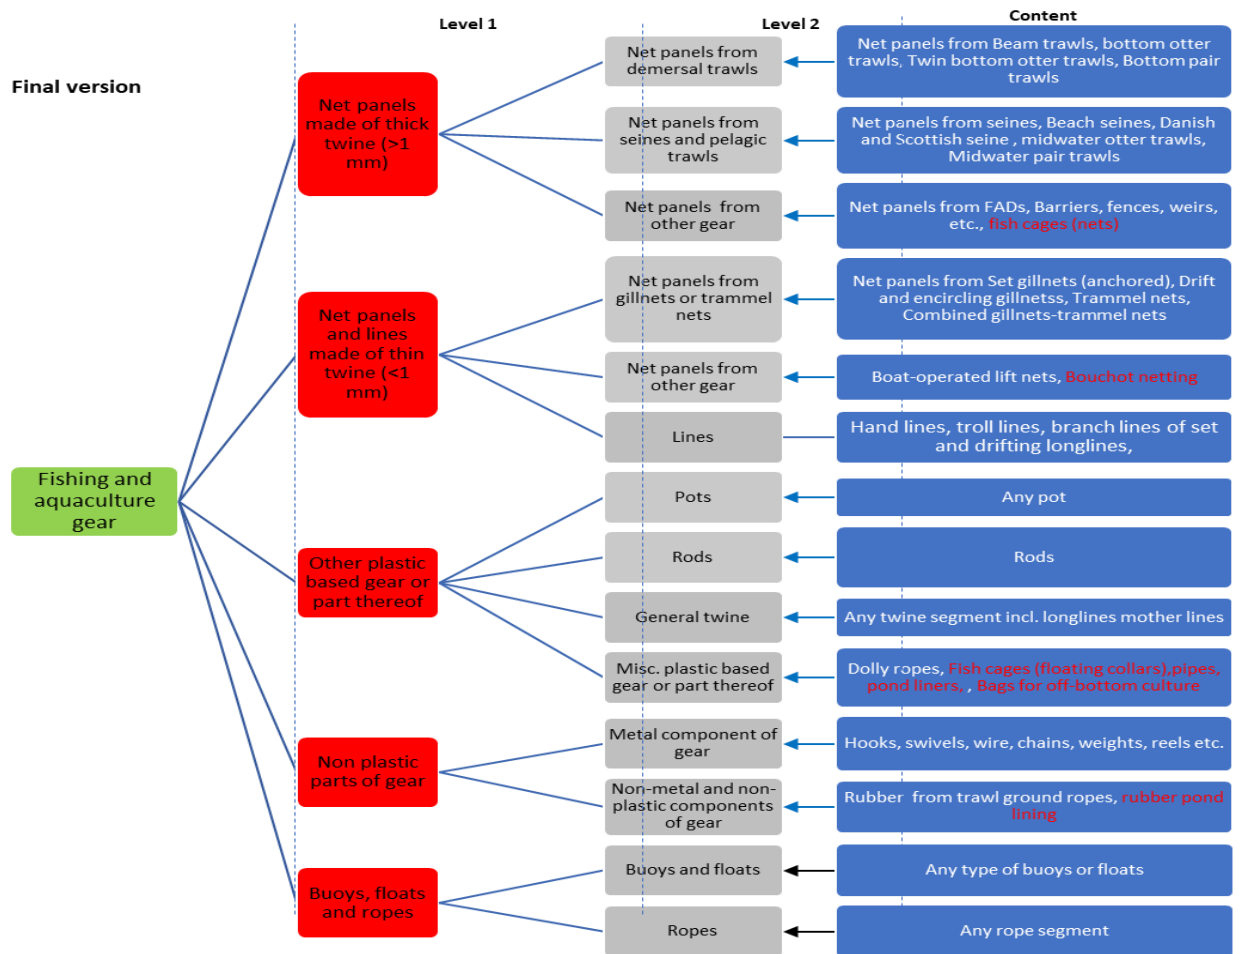 Level 1
Level 2
Content
Final version
Fishing and
aquaculture
gear
Net panels
made of thick
twine (>1
mm)
Net panels from
demersal trawls
Net panels from Beam trawls, bottom otter
trawls, Twin bottom otter trawls, Bottom pair
trawls
Net panels from
seines and pelagic
trawls
Net panels from seines, Beach seines, Danish
and Scottish seine , midwater otter trawls,
Midwater pair trawls
Net panels  from
other gear
Net panels from FADs, Barriers, fences, weirs,
etc., fish cages (nets)
Net panels
and lines
made of thin
twine (<1
mm)
Net panels from
gillnets or trammel
nets
Net panels from Set gillnets (anchored), Drift
and encircling gillnetss, Trammel nets,
Combined gillnets-trammel nets
Net panels from
other gear
Boat-operated lift nets, Bouchot netting
Lines
Hand lines, troll lines, branch lines of set
and drifting longlines,
Other plastic
based gear or
part thereof
Pots
Any pot
Rods
Rods
General twine
Any twine segment incl. longlines mother lines
Misc. plastic based
gear or part thereof
Dolly ropes, Fish cages (floating collars),pipes,
pond liners, , Bags for off-bottom culture
Non plastic
parts of gear
Metal component of
gear
Hooks, swivels, wire, chains, weights, reels etc.
Non-metal and non-
plastic components
of gear
Rubber  from trawl ground ropes, rubber pond
lining
Buoys, floats
and ropes
Buoys and floats
Any type of buoys or floats
Ropes
Any rope segment